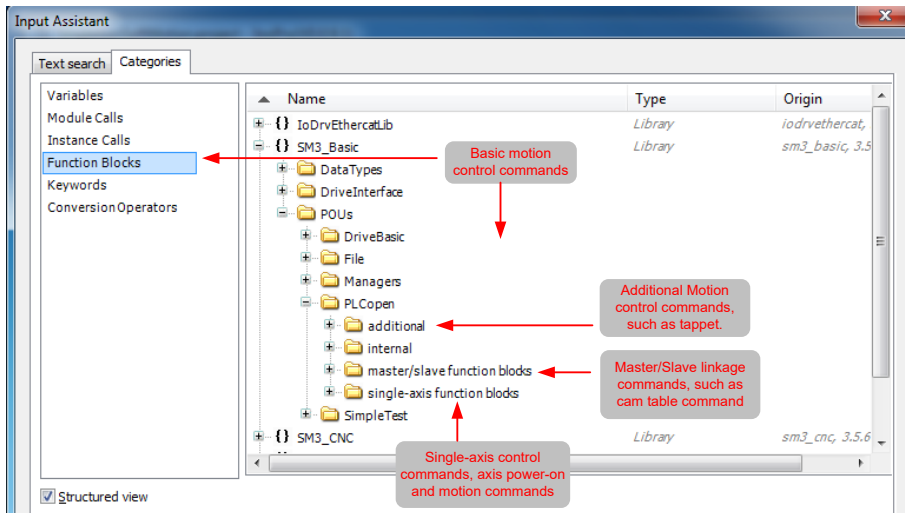 Input Assistant
Text search
Categories
Variables
Module Calls
Instance Calls
Function Blocks
Keywords
Conversion Operators
Name
Type
Origin
{} IoDrvEthercatLib
Library
iodrvethercat,
{} SM3_Basic
Library
sm3_basic, 3.5
DataTypes
DriveInterface
POUs
DriveBasic
File
Managers
PLCopen
additional
internal
master/slave function blocks
single-axis function blocks
SimpleTest
{} SM3_CNC
Library
sm3_cnc, 3.5.6
Basic motion
control commands
Additional Motion
control commands,
such as tappet.
Master/Slave linkage
commands, such as
cam table command
Single-axis control
commands, axis power-on
and motion commands
Structured view